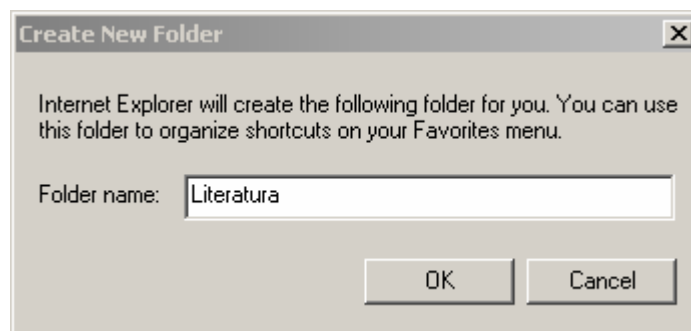 Create New Folder
Internet Explorer will create the following folder for you. You can use
this folder to organize shortcuts on your Favorites menu.
Folder name: Literatura
OK Cancel